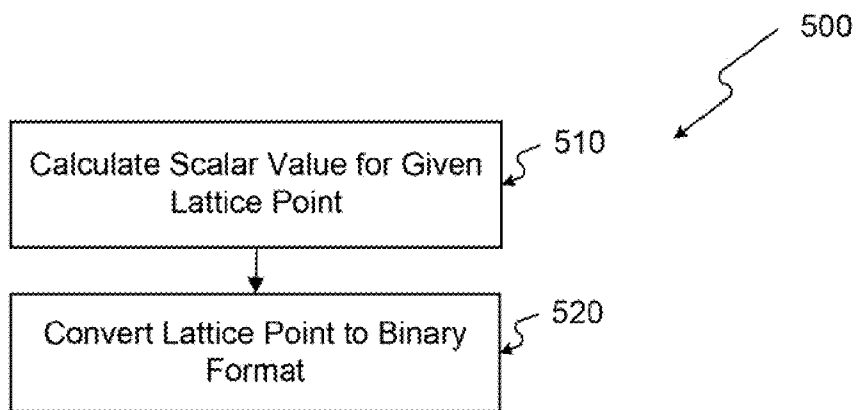 500
Calculate Scalar Value for Given
Lattice Point
510
Convert Lattice Point to Binary
Format
520